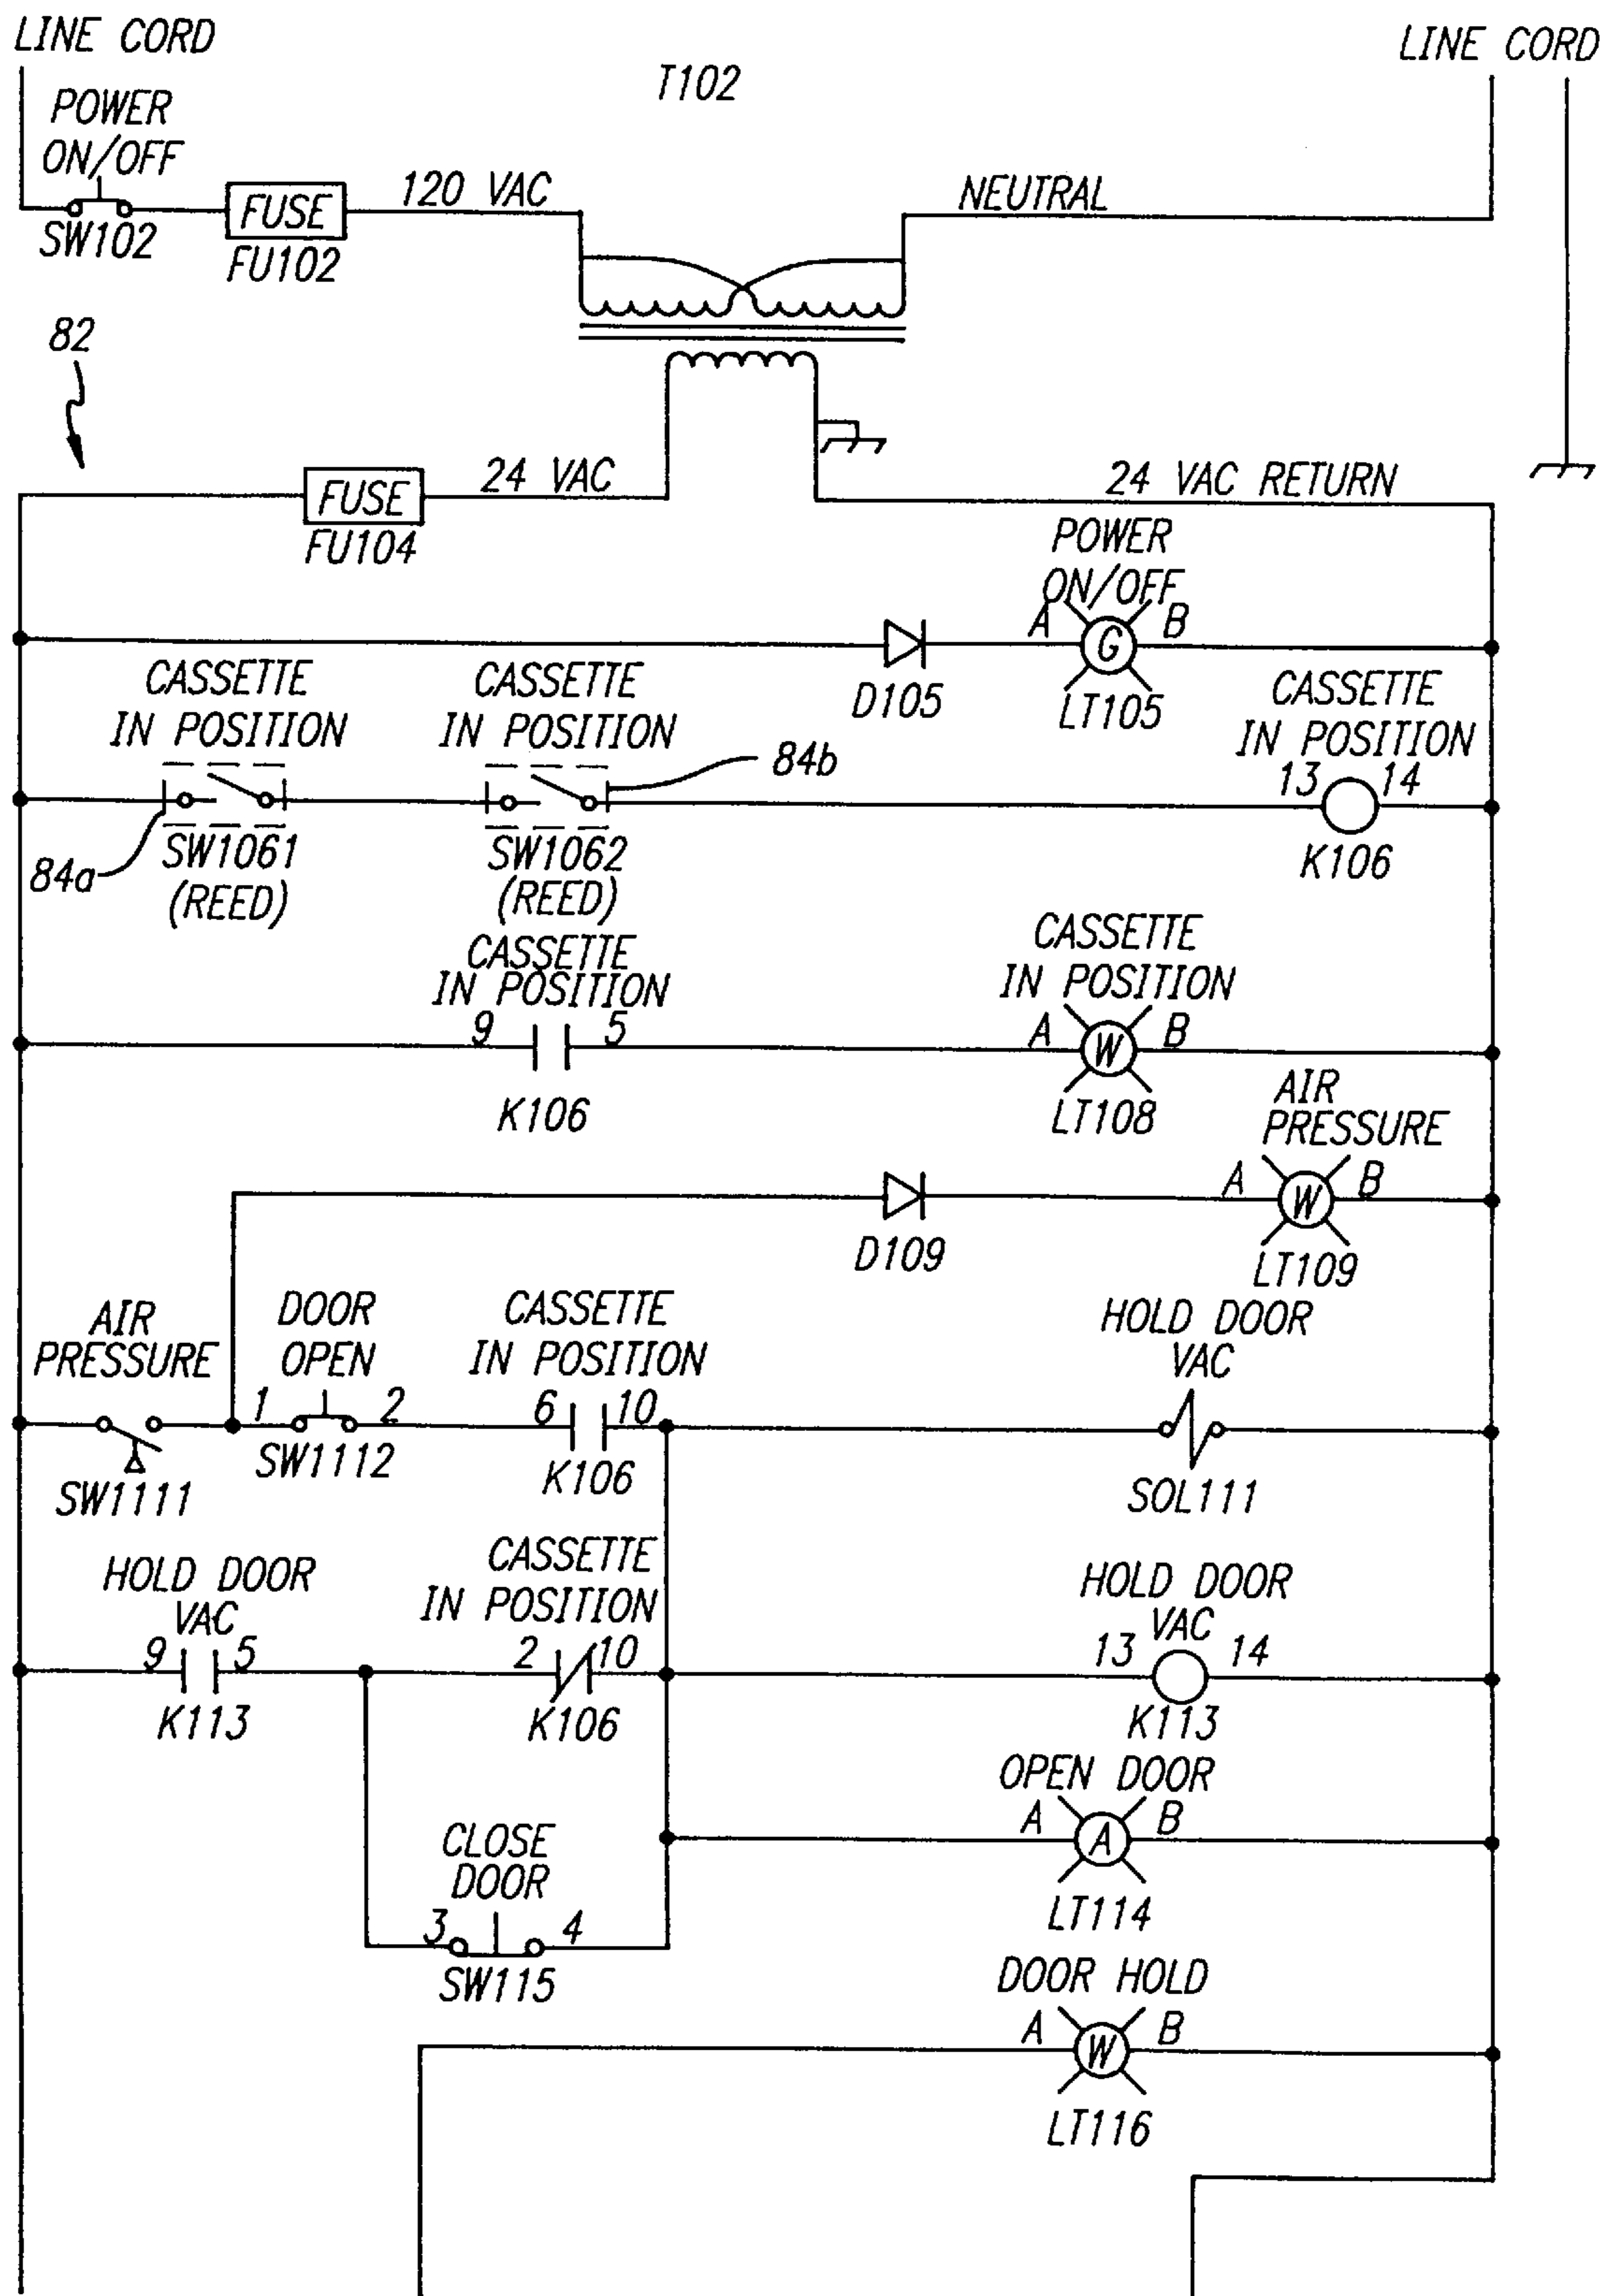 LINE CORD
LINE CORD
T102
POWER
ON/OFF
120 VAC
NEUTRAL
FUSE
SW102
FU102
82
24 VAC
24 VAC RETURN
FUSE
FU104
POWER
ON/OFF
A
G
B
D105
LT105
CASSETTE
IN POSITION
CASSETTE
IN POSITION
CASSETTE
IN POSITION
84b
13
14
84a
SW1061
(REED)
SW1062
(REED)
K106
CASSETTE
IN POSITION
CASSETTE
IN POSITION
9
5
A
W
B
K106
LT108
AIR
PRESSURE
A
W
B
D109
LT109
AIR
PRESSURE
DOOR
OPEN
CASSETTE
IN POSITION
HOLD DOOR
VAC
1
2
6
10
SW1111
SW1112
K106
SOL111
HOLD DOOR
VAC
CASSETTE
IN POSITION
HOLD DOOR
VAC
9
5
2
10
13
14
K113
K106
K113
OPEN DOOR
A
A
B
LT114
CLOSE
DOOR
3
4
SW115
DOOR HOLD
A
W
B
LT116